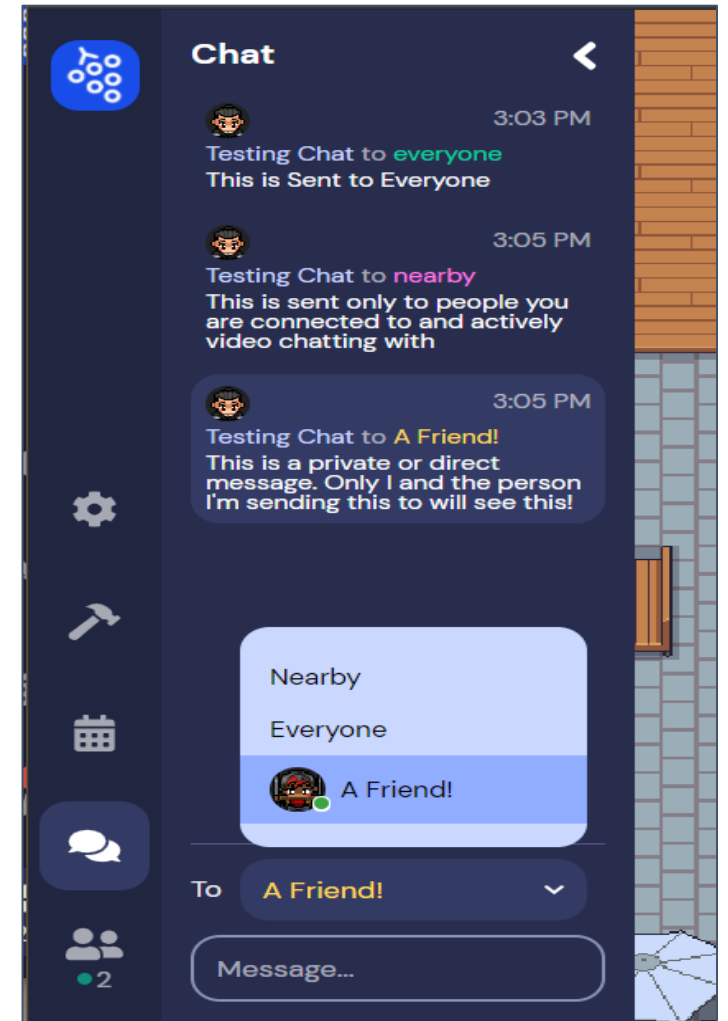 Chat
3:03 PM
Testing Chat to everyone
This is Sent to Everyone
3:05 PM
Testing Chat to nearby
This is sent only to people you
are connected to and actively
video chatting with
3:05 PM
Testing Chat to A Friend!
This is a private or direct
message. Only I and the person
I'm sending this to will see this!
Nearby
Everyone
A Friend!
To A Friend!
Message...
2